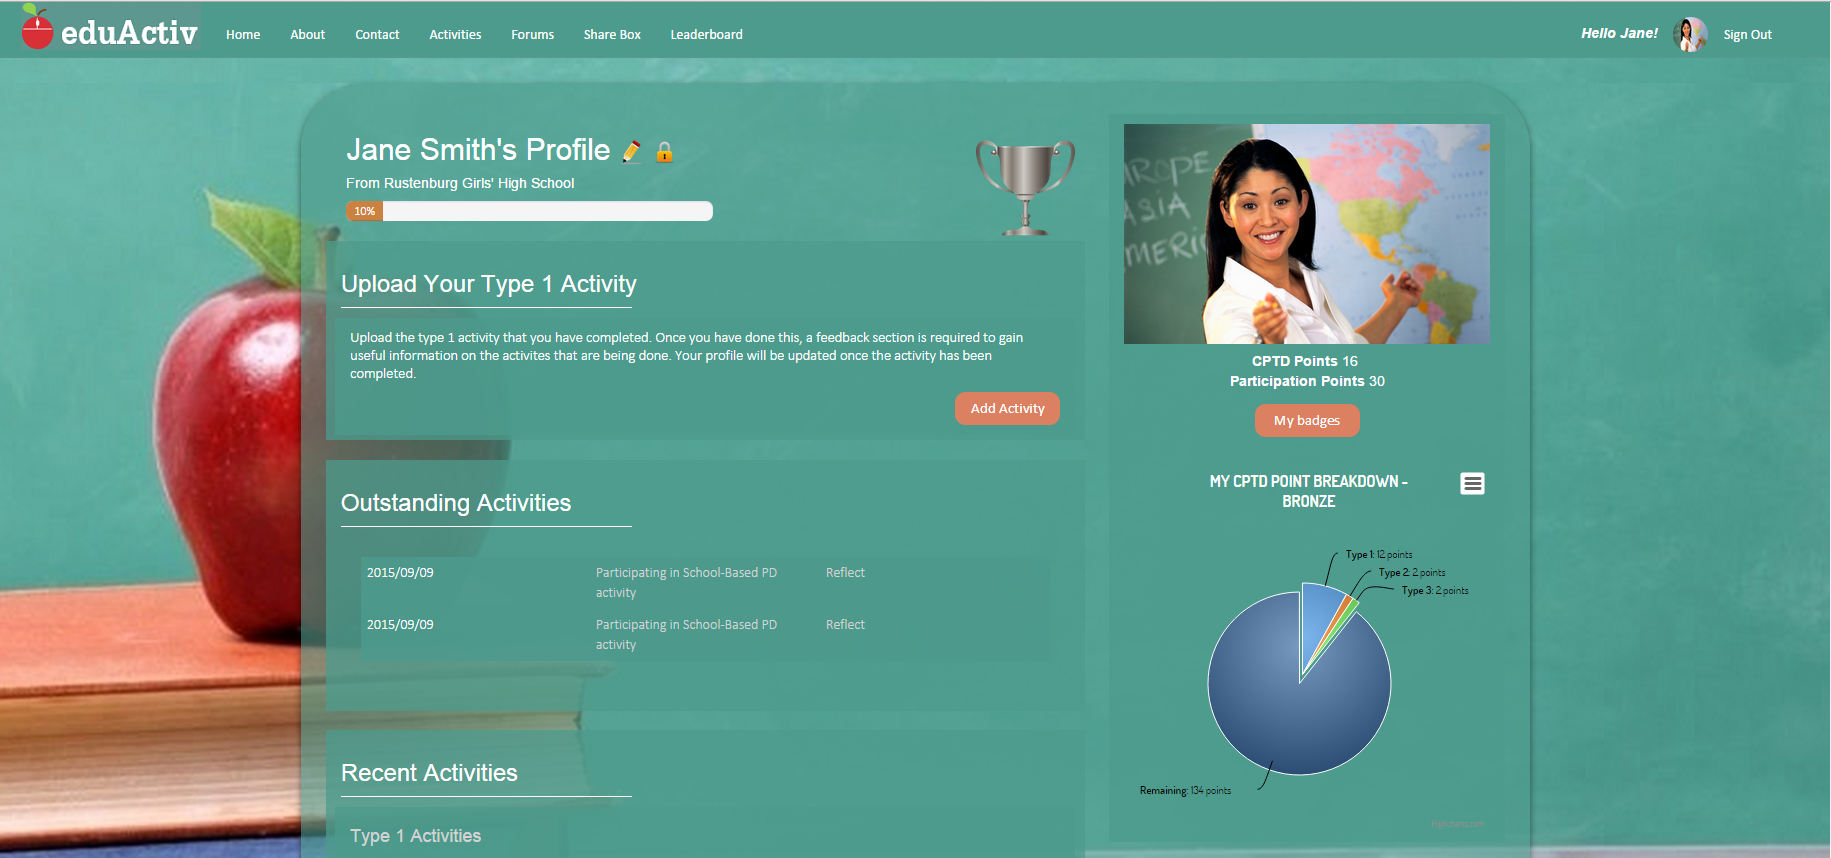 eduActiv
Home About Contact Activities Forums Share Box Leaderboard
Hello Jane! Sign Out
Jane Smith's Profile
From Rustenburg Girls' High School
10%
Upload Your Type 1 Activity
Upload the type 1 activity that you have completed. Once you have done this, a feedback section is required to gain
useful information on the activites that are being done. Your profile will be updated once the activity has been
completed.
Add Activity
Outstanding Activities
2015/09/09 Participating in School-Based PD Reflect
activity
2015/09/09 Participating in School-Based PD Reflect
activity
Recent Activities
Type 1 Activities
ASIA
CPTD Points 16
Participation Points 30
My badges
MY CPTD POINT BREAKDOWN -
BRONZE
Type 1: 12 points
Type 2: 2 points
Type 3: 2 points
Remaining: 134 points
Highcharts.com